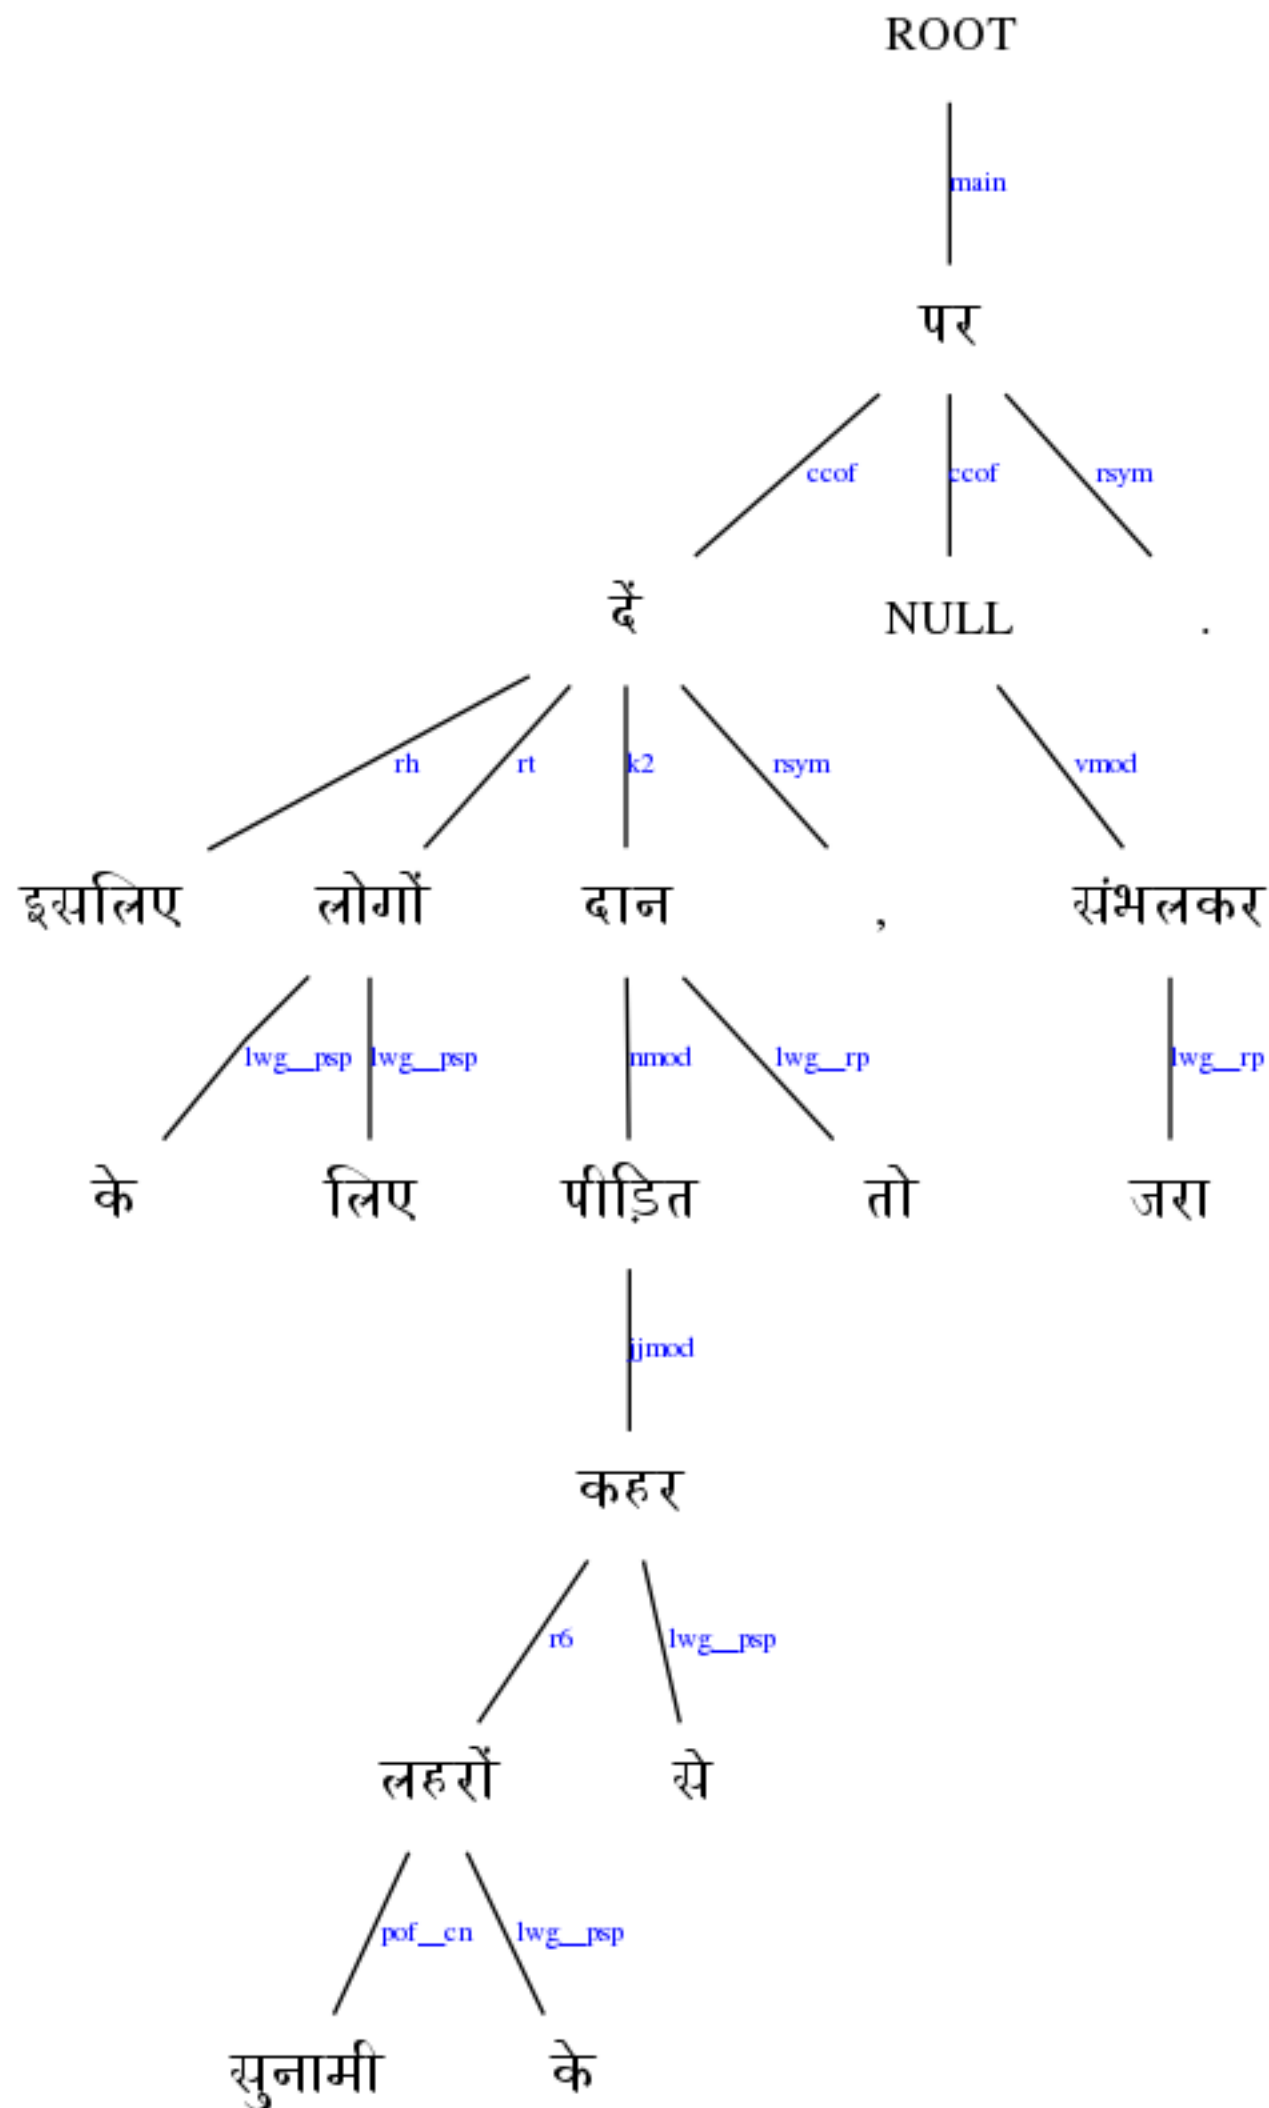 ROOT
main
पर
ccof ccof rsym
दें NULL .
rh rt k2 rsym vmod
इसलिए लोगों दान , संभलकर
lwg__psp lwg__psp nmod lwg__rp lwg__rp
के लिए पीड़ित तो जरा
jjmod
कहर
r6 lwg__psp
लहरों से
pof__cn lwg__psp
सुनामी के